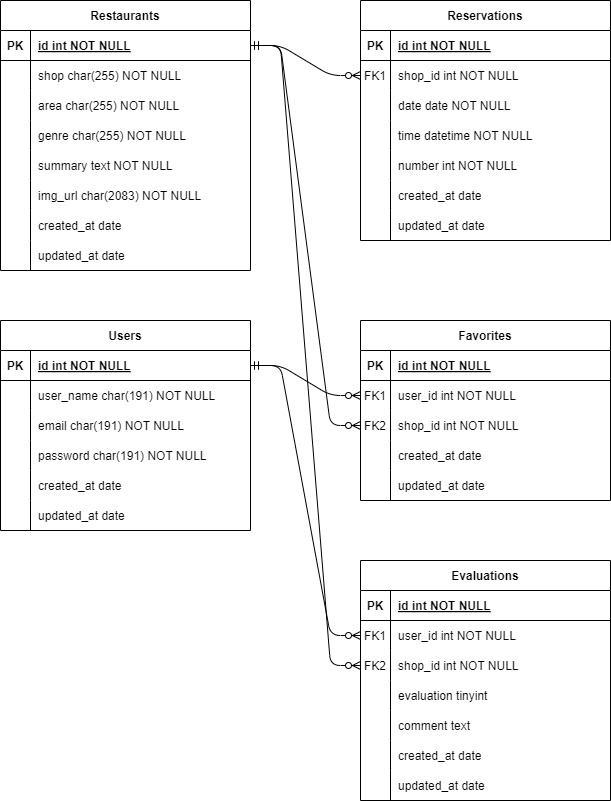 Restaurants
PK id int NOT NULL
shop char(255) NOT NULL
area char(255) NOT NULL
genre char(255) NOT NULL
summary text NOT NULL
img_url char(2083) NOT NULL
created_at date
updated_at date
Reservations
PK id int NOT NULL
FK1 shop_id int NOT NULL
date date NOT NULL
time datetime NOT NULL
number int NOT NULL
created_at date
updated_at date
Users
PK id int NOT NULL
user_name char(191) NOT NULL
email char(191) NOT NULL
password char(191) NOT NULL
created_at date
updated_at date
Favorites
PK id int NOT NULL
FK1 user_id int NOT NULL
FK2 shop_id int NOT NULL
created_at date
updated_at date
Evaluations
PK id int NOT NULL
FK1 user_id int NOT NULL
FK2 shop_id int NOT NULL
evaluation tinyint
comment text
created_at date
updated_at date